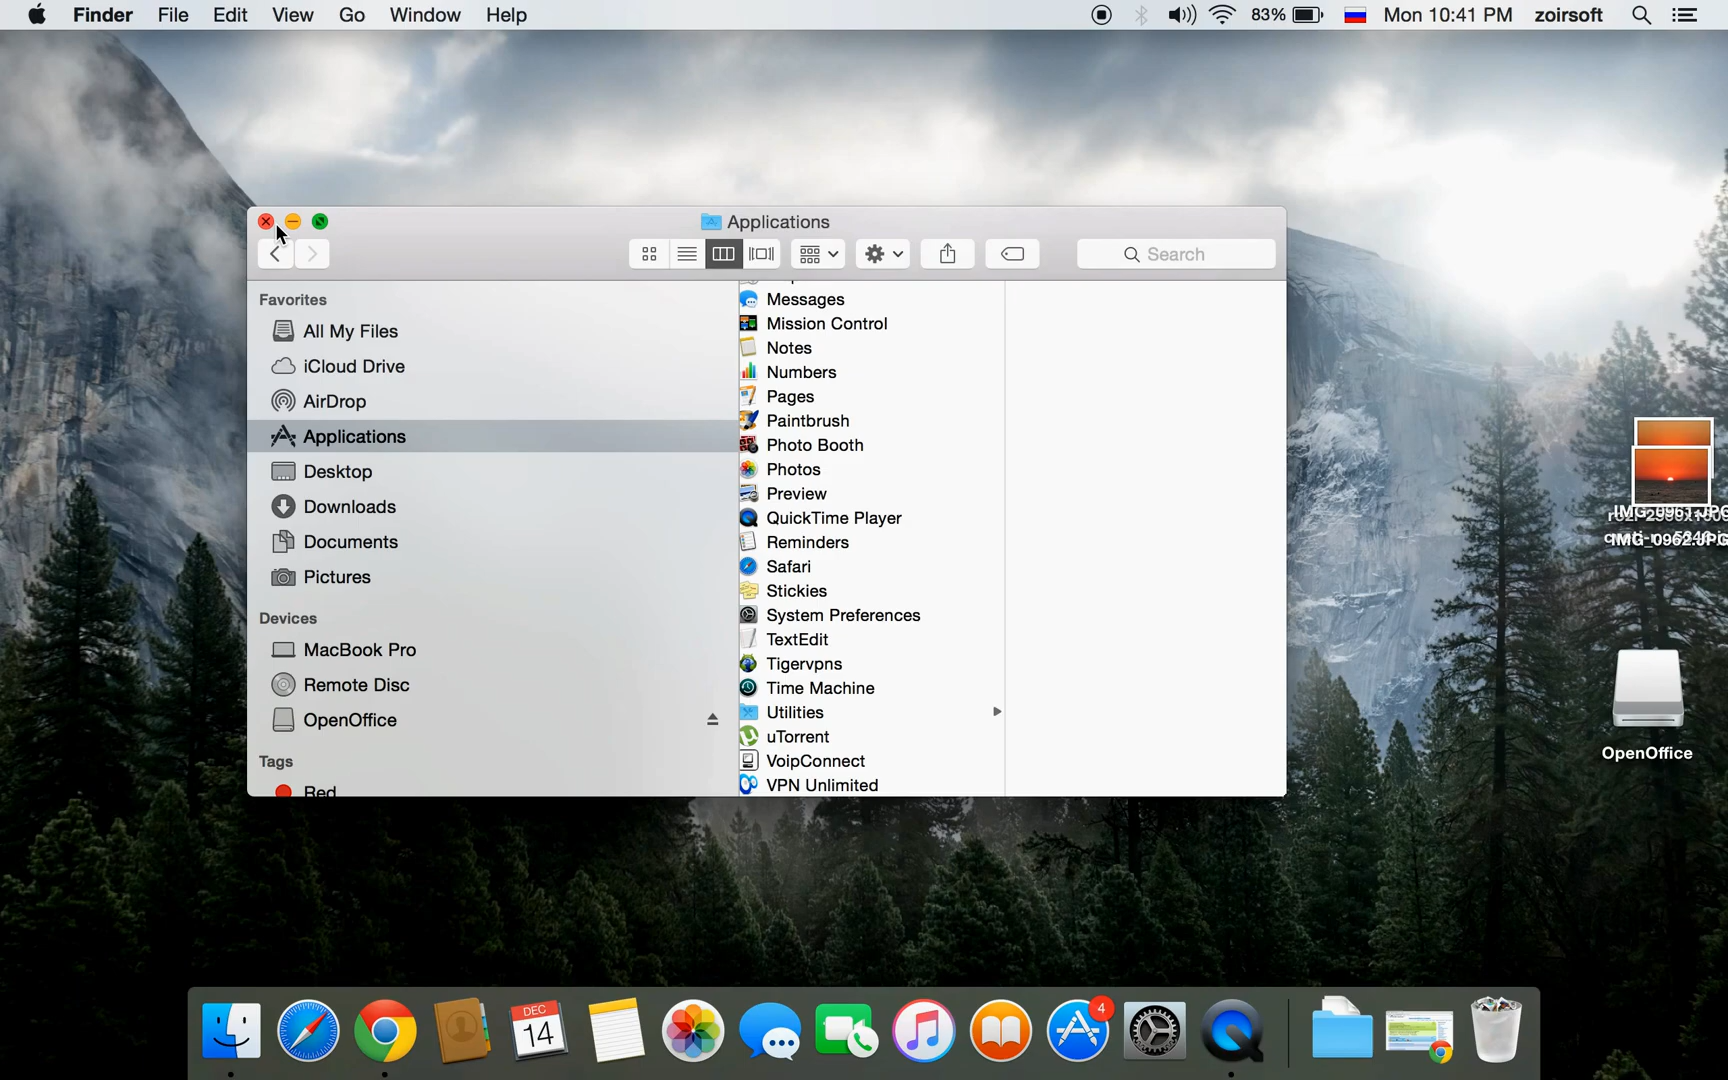 Finder File Edit View Go Window Help 83% Mon 10:41 PM zoirsoft
Applications
Search
Favorites
All My Files
iCloud Drive
AirDrop
Applications
Desktop
Downloads
Documents
Pictures
Devices
MacBook Pro
Remote Disc
OpenOffice
Tags
Red
Messages
Mission Control
Notes
Numbers
Pages
Paintbrush
Photo Booth
Photos
Preview
QuickTime Player
Reminders
Safari
Stickies
System Preferences
TextEdit
Tigervpns
Time Machine
Utilities
uTorrent
VoipConnect
VPN Unlimited
IMG_0962.JPG
OpenOffice
DEC
14
4